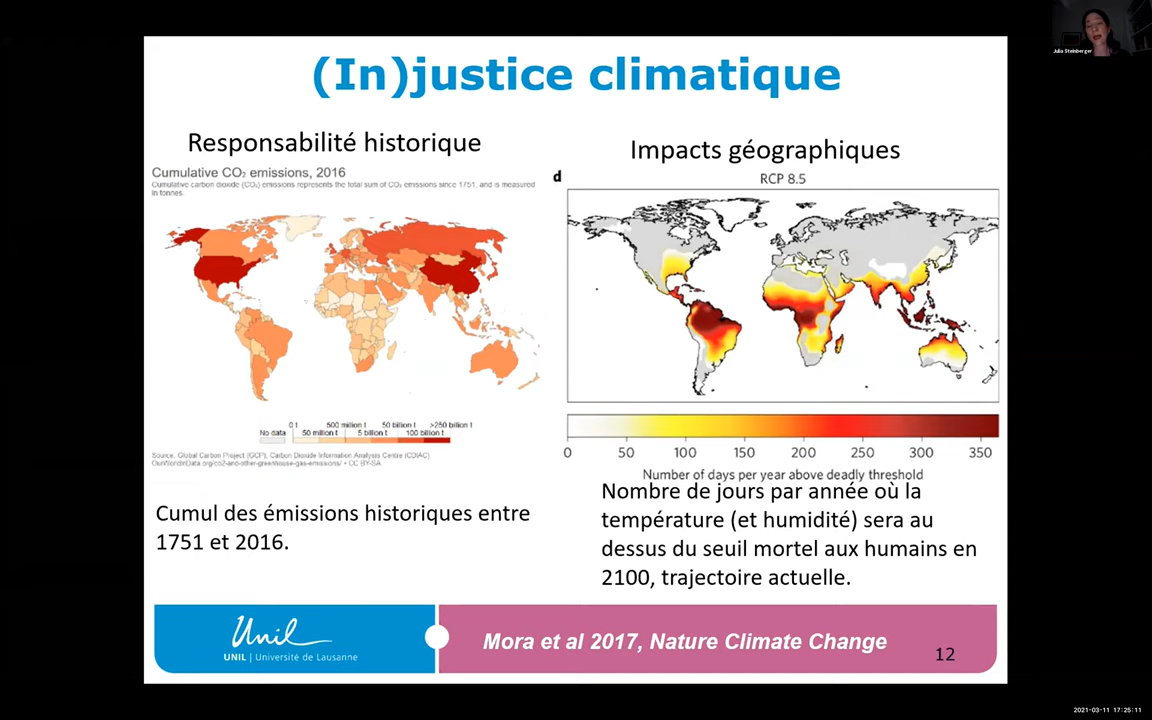 Julia Steinberger
(In)justice climatique
Responsabilité historique
Cumulative CO₂ emissions, 2016
Cumulative carbon dioxide (CO₂) emissions represents the total sum of CO₂ emissions since 1751, and is measured
in tonnes.
No data
0 t
50 million t
500 million t
5 billion t
50 billion t
100 billion t
>250 billion t
Source: Global Carbon Project (GCP); Carbon Dioxide Information Analysis Centre (CDIAC)
OurWorldInData.org/co2-and-other-greenhouse-gas-emissions/ • CC BY-SA
Cumul des émissions historiques entre
1751 et 2016.
Impacts géographiques
d
RCP 8.5
0 50 100 150 200 250 300 350
Number of days per year above deadly threshold
Nombre de jours par année où la
température (et humidité) sera au
dessus du seuil mortel aux humains en
2100, trajectoire actuelle.
Unil
UNIL | Université de Lausanne
Mora et al 2017, Nature Climate Change
12
2021-03-11 17:25:11